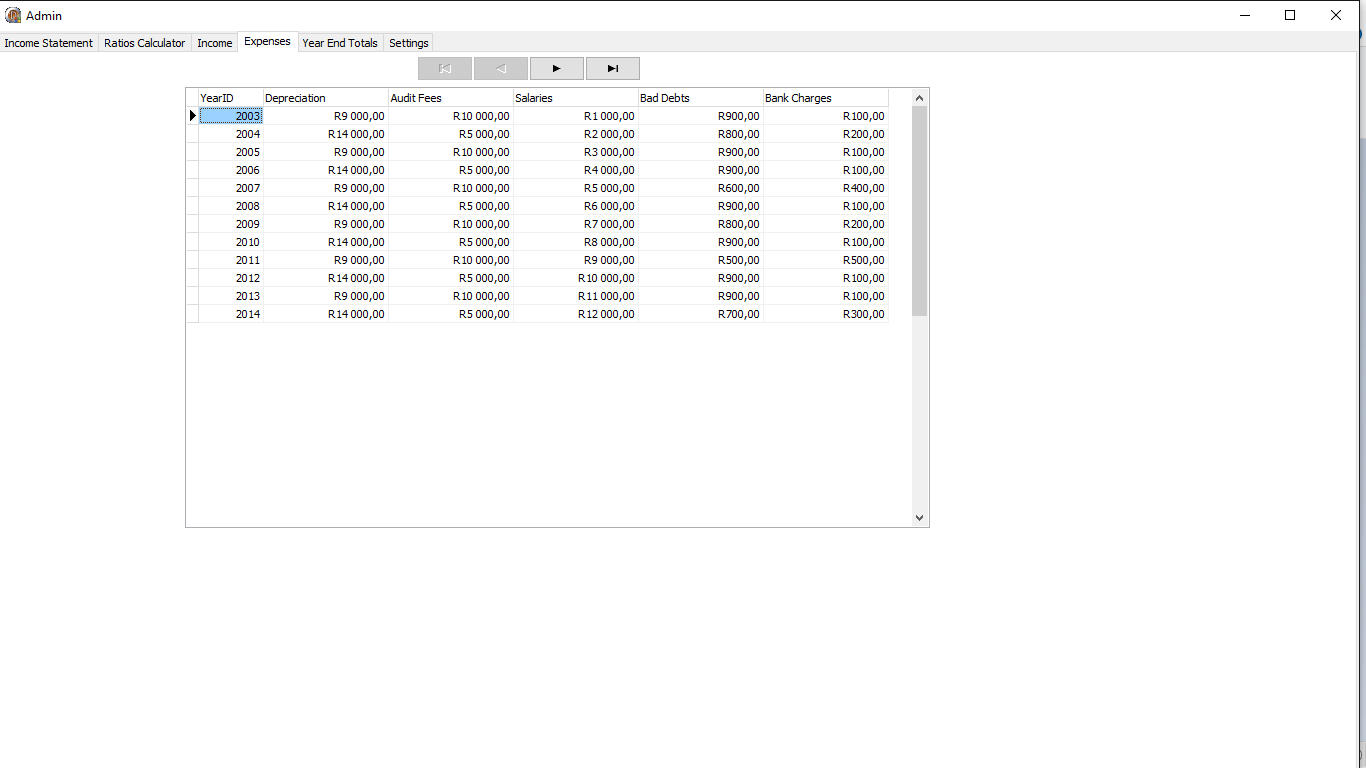 Admin
Income Statement Ratios Calculator Income Expenses Year End Totals Settings
YearID Depreciation Audit Fees Salaries Bad Debts Bank Charges
2003 R9 000,00 R10 000,00 R1 000,00 R900,00 R100,00
2004 R14 000,00 R5 000,00 R2 000,00 R800,00 R200,00
2005 R9 000,00 R10 000,00 R3 000,00 R900,00 R100,00
2006 R14 000,00 R5 000,00 R4 000,00 R900,00 R100,00
2007 R9 000,00 R10 000,00 R5 000,00 R600,00 R400,00
2008 R14 000,00 R5 000,00 R6 000,00 R900,00 R100,00
2009 R9 000,00 R10 000,00 R7 000,00 R800,00 R200,00
2010 R14 000,00 R5 000,00 R8 000,00 R900,00 R100,00
2011 R9 000,00 R10 000,00 R9 000,00 R500,00 R500,00
2012 R14 000,00 R5 000,00 R10 000,00 R900,00 R100,00
2013 R9 000,00 R10 000,00 R11 000,00 R900,00 R100,00
2014 R14 000,00 R5 000,00 R12 000,00 R700,00 R300,00